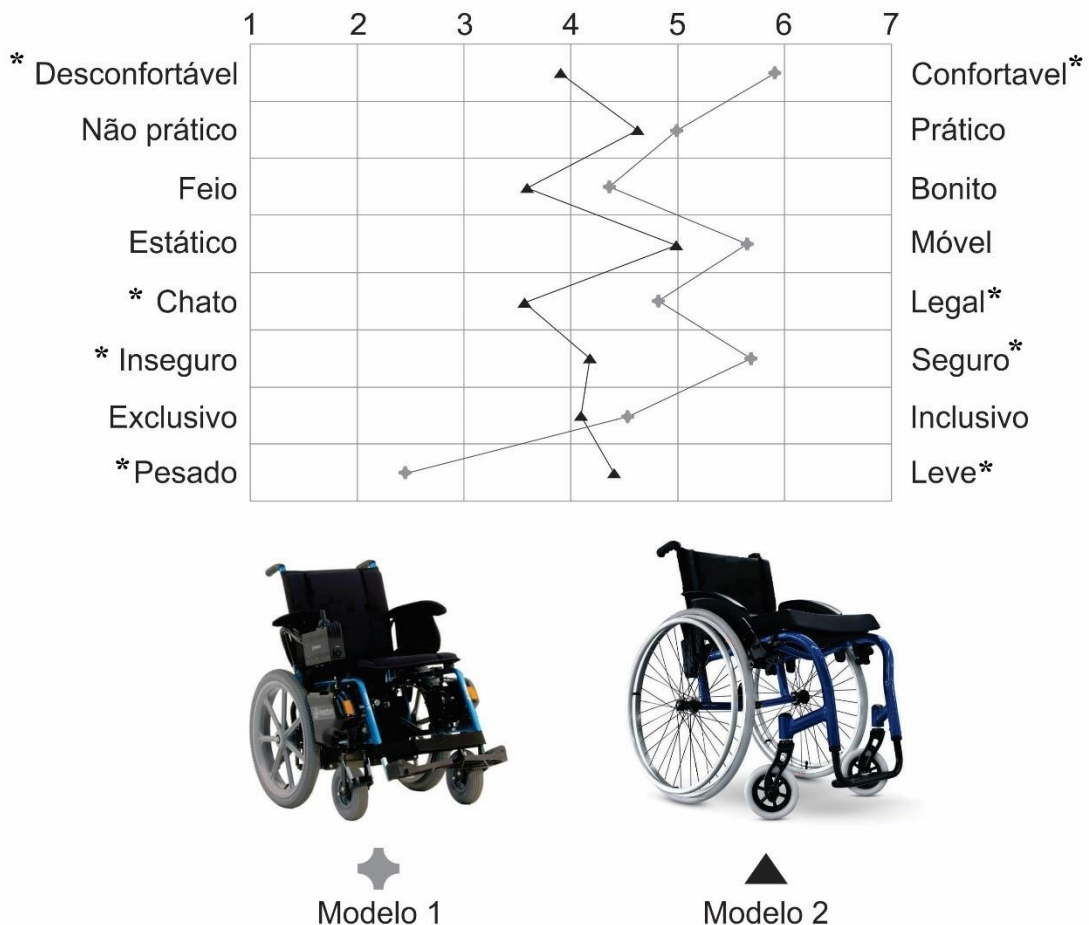 1 2 3 4 5 6 7
* Desconfortável Confortavel*
Não prático Prático
Feio Bonito
Estático Móvel
* Chato Legal*
* Inseguro Seguro*
Exclusivo Inclusivo
*Pesado Leve*
Modelo 1 Modelo 2